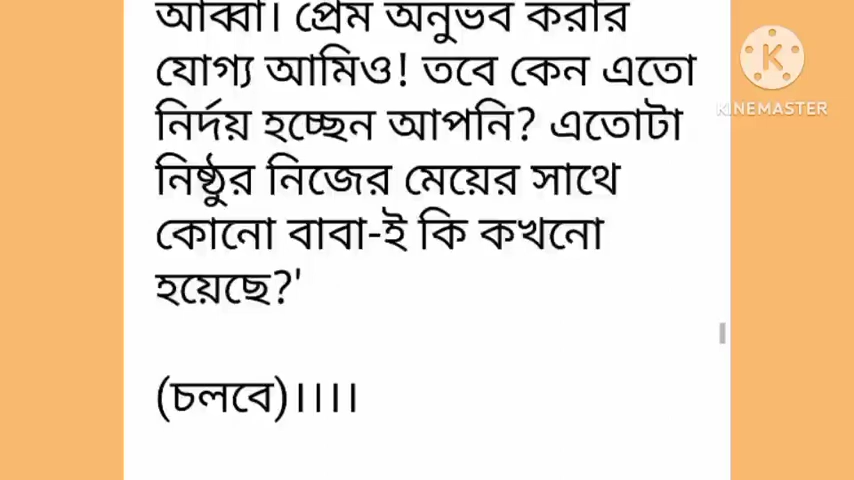 আব্বা। প্রেম অনুভব করার
যোগ্য আমিও! তবে কেন এতো
নির্দয় হচ্ছেন আপনি? এতোটা
নিষ্ঠুর নিজের মেয়ের সাথে
কোনো বাবা-ই কি কখনো
হয়েছে?'
(চলবে)।।।।
K
KINEMASTER